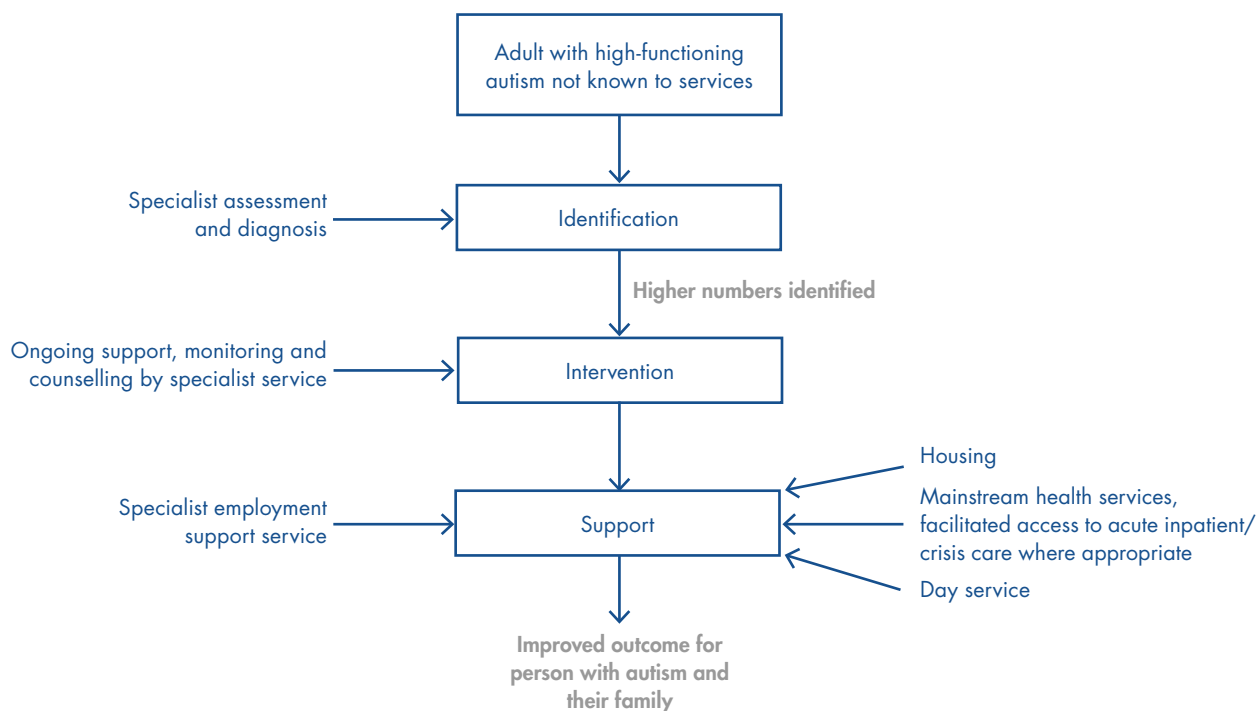 Adult with high-functioning
autism not known to services
Specialist assessment
and diagnosis
Identification
Higher numbers identified
Ongoing support, monitoring and
counselling by specialist service
Intervention
Specialist employment
support service
Support
Housing
Mainstream health services,
facilitated access to acute inpatient/
crisis care where appropriate
Day service
Improved outcome for
person with autism and
their family